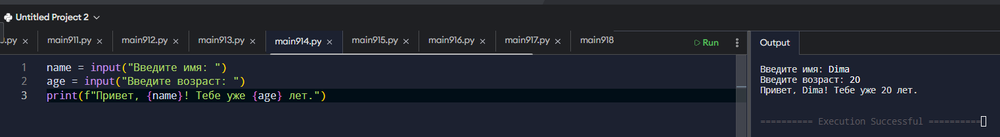 Untitled Project 2
.py × main911.py × main912.py × main913.py × main914.py × main915.py × main916.py × main917.py × main918
Run
Output
1 name = input("Введите имя: ")
2 age = input("Введите возраст: ")
3 print(f"Привет, {name}! Тебе уже {age} лет.")
Введите имя: Dima
Введите возраст: 20
Привет, Dima! Тебе уже 20 лет.
========== Execution Successful ==========